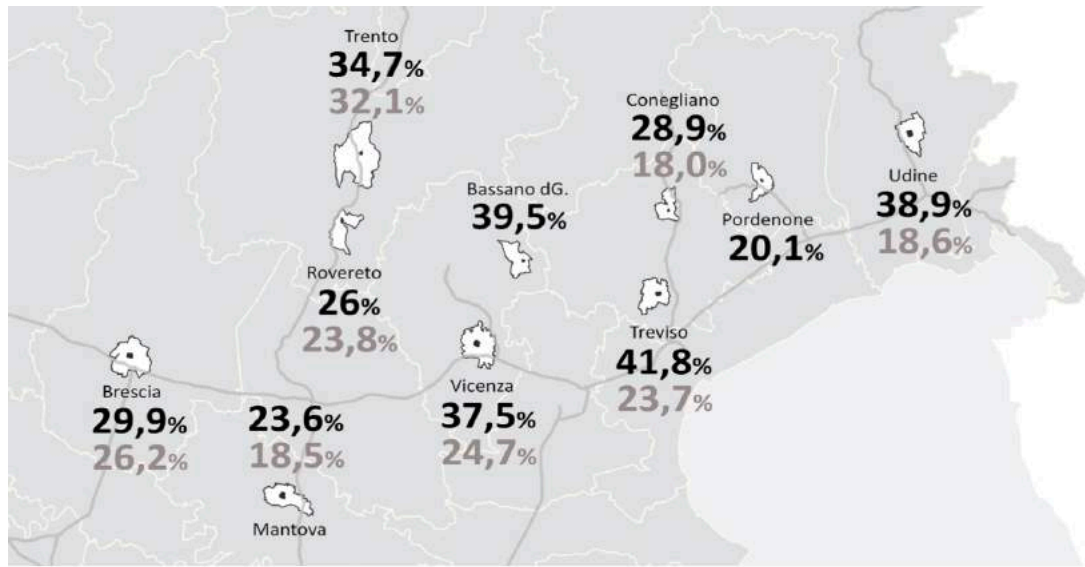 Trento
34,7%
32,1%
Conegliano
28,9%
18,0%
Bassano dG.
39,5%
Udine
38,9%
18,6%
Pordenone
20,1%
Rovereto
26%
23,8%
Treviso
41,8%
23,7%
Brescia
29,9%
26,2%
23,6%
18,5%
Mantova
Vicenza
37,5%
24,7%